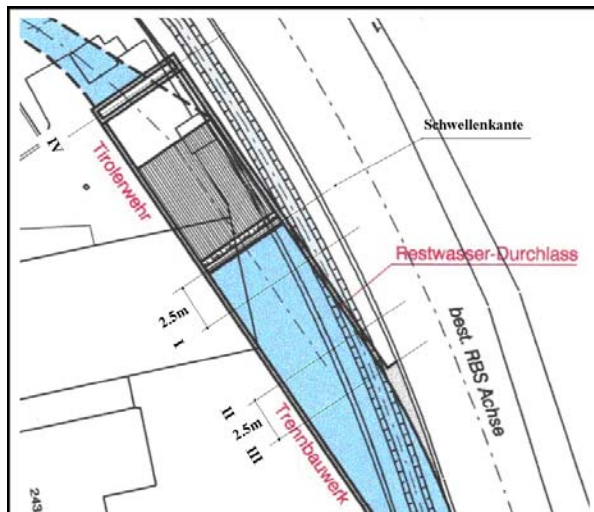 Schwellenkante
IV
Tirolerwehr
Restwasser-Durchlass
2.5m
I
best. RBS Achse
II
2.5m
III
Trennbauwerk
243